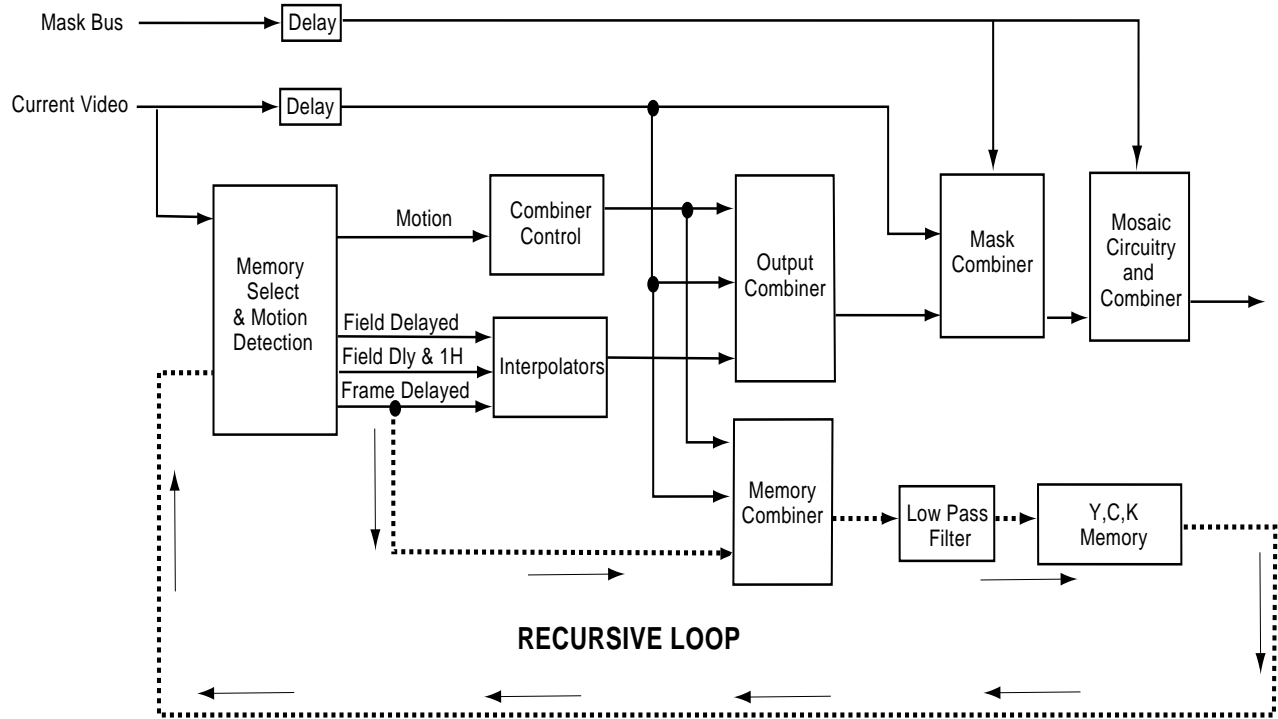 Mask Bus
Delay
Current Video
Delay
Motion
Combiner
Control
Memory
Select
& Motion
Detection
Field Delayed
Field Dly & 1H
Frame Delayed
Interpolators
Output
Combiner
Mask
Combiner
Mosaic
Circuitry
and
Combiner
Memory
Combiner
Low Pass
Filter
Y,C,K
Memory
RECURSIVE LOOP